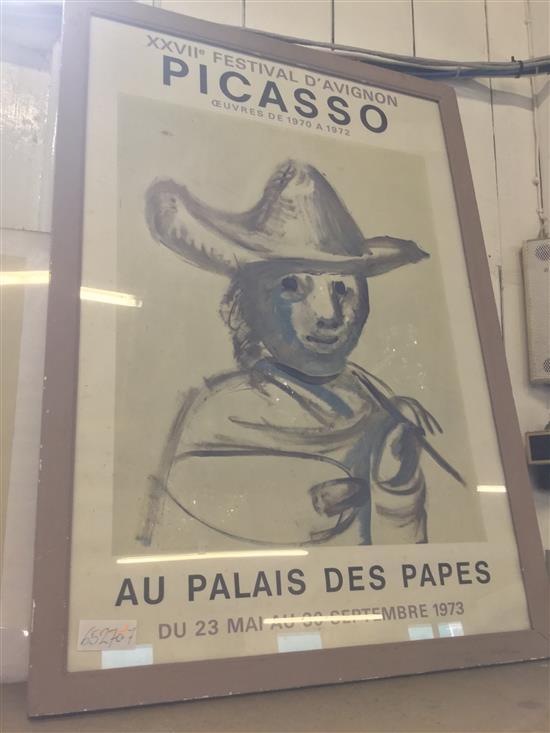 XXVIIe FESTIVAL D'AVIGNON
PICASSO
ŒUVRES DE 1970 A 1972
AU PALAIS DES PAPES
DU 23 MAI AU 30 SEPTEMBRE 1973